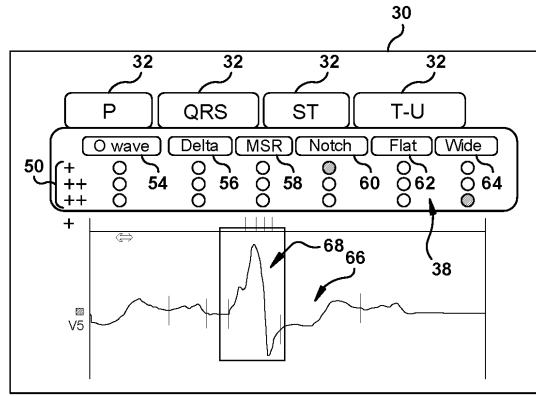 30
32 32 32 32
P QRS ST T-U
O wave Delta MSR Notch Flat Wide
50 +
++ 54 56 58 60 62 64
++
+ 38
68
66
V5